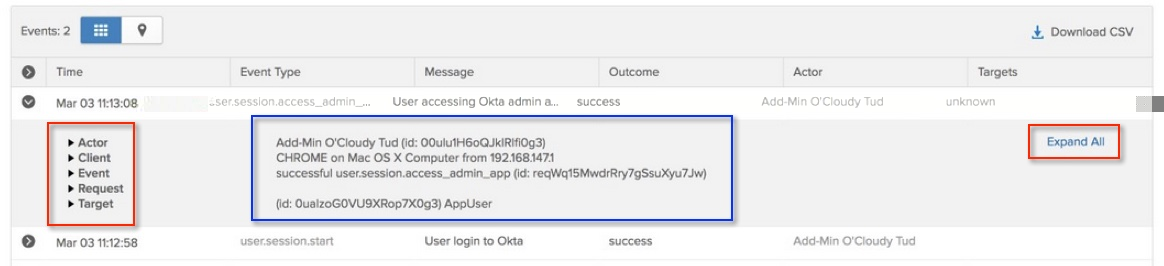 Events: 2 Download CSV
Time Event Type Message Outcome Actor Targets
Mar 03 11:13:08 user.session.access_admin_... User accessing Okta admin a... success Add-Min O'Cloudy Tud unknown
Actor Add-Min O'Cloudy Tud (id: 00ulu1H6oQJklRlfi0g3)
Client CHROME on Mac OS X Computer from 192.168.147.1
Event successful user.session.access_admin_app (id: reqWq15MwdrRry7gSsuXyu7Jw)
Request
Target (id: 0ualzoG0VU9XRop7X0g3) AppUser
Expand All
Mar 03 11:12:58 user.session.start User login to Okta success Add-Min O'Cloudy Tud